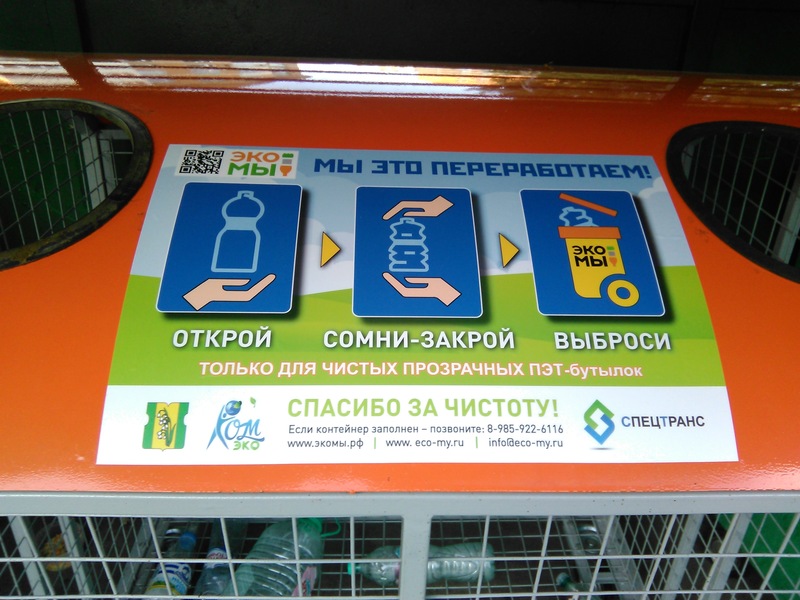 ЭКО
МЫ!
МЫ ЭТО ПЕРЕРАБОТАЕМ!
ЭКО
МЫ!
ОТКРОЙ
СОМНИ-ЗАКРОЙ
ВЫБРОСИ
ТОЛЬКО ДЛЯ ЧИСТЫХ ПРОЗРАЧНЫХ ПЭТ-бутылок
Ком
ЭКО
СПАСИБО ЗА ЧИСТОТУ!
Если контейнер заполнен – позвоните: 8-985-922-6116
www.экомы.рф | www. eco-my.ru | info@eco-my.ru
СПЕЦТРАНС